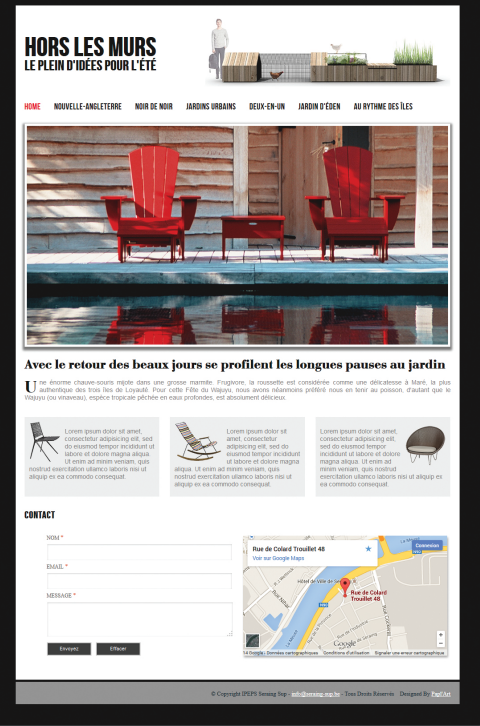 HORS LES MURS
LE PLEIN D'IDÉES POUR L'ÉTÉ
HOME NOUVELLE-ANGLETERRE NOIR DE NOIR JARDINS URBAINS DEUX-EN-UN JARDIN D'ÉDEN AU RYTHME DES ÎLES
Avec le retour des beaux jours se profilent les longues pauses au jardin
Une énorme chauve-souris mijote dans une grosse marmite. Frugivore, la roussette est considérée comme une délicatesse à Maré, la plus
authentique des trois îles de Loyauté. Pour cette Fête du Wajuyu, nous avons néanmoins préféré nous en tenir au poisson, d'autant que le
Wajuyu (ou vivaneau), espèce tropicale pêchée en eaux profondes, est absolument délicieux.
Lorem ipsum dolor sit amet,
consectetur adipisicing elit, sed
do eiusmod tempor incididunt ut
labore et dolore magna aliqua.
Ut enim ad minim veniam, quis
nostrud exercitation ullamco laboris nisi ut
aliquip ex ea commodo consequat.
Lorem ipsum dolor sit
amet, consectetur
adipisicing elit, sed do
eiusmod tempor incididunt
ut labore et dolore magna
aliqua. Ut enim ad minim veniam, quis
nostrud exercitation ullamco laboris nisi ut
aliquip ex ea commodo consequat.
Lorem ipsum dolor sit amet,
consectetur adipisicing elit,
sed do eiusmod tempor
incididunt ut labore et
dolore magna aliqua. Ut
enim ad minim veniam, quis nostrud
exercitation ullamco laboris nisi ut aliquip ex
ea commodo consequat.
CONTACT
NOM *
EMAIL *
MESSAGE *
Envoyez Effacer
Rue de Colard Trouillet 48
Voir sur Google Maps
Connexion
Hôtel de Ville de
Rue de Colard
Trouillet 48
Google
Données cartographiques Conditions d'utilisation Signaler une erreur cartographique
© Copyright IPEPS Seraing Sup - info@seraing-sup.be - Tous Droits Réservés Designed By Pepl'Art